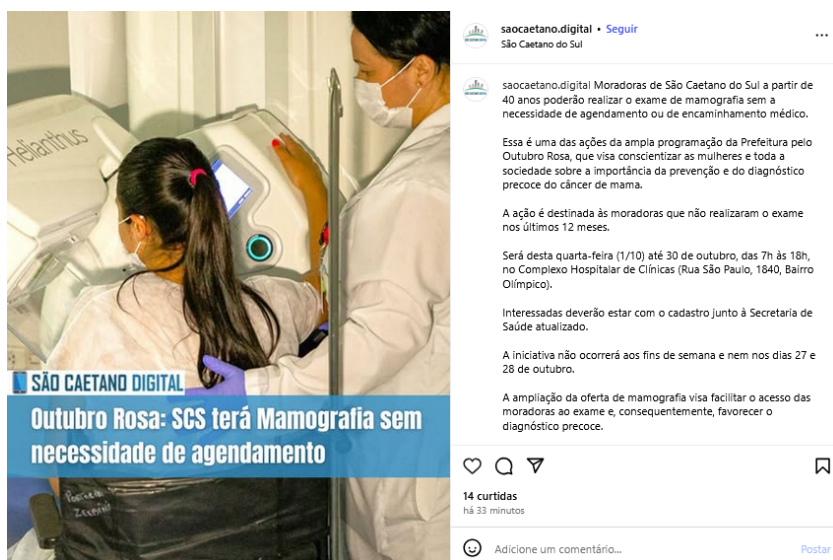 Helianthus
SÃO CAETANO DIGITAL
Outubro Rosa: SCS terá Mamografia sem
necessidade de agendamento
saocaetano.digital • Seguir
São Caetano do Sul
saocaetano.digital Moradoras de São Caetano do Sul a partir de
40 anos poderão realizar o exame de mamografia sem a
necessidade de agendamento ou de encaminhamento médico.
Essa é uma das ações da ampla programação da Prefeitura pelo
Outubro Rosa, que visa conscientizar as mulheres e toda a
sociedade sobre a importância da prevenção e do diagnóstico
precoce do câncer de mama.
A ação é destinada às moradoras que não realizaram o exame
nos últimos 12 meses.
Será desta quarta-feira (1/10) até 30 de outubro, das 7h às 18h,
no Complexo Hospitalar de Clínicas (Rua São Paulo, 1840, Bairro
Olímpico).
Interessadas deverão estar com o cadastro junto à Secretaria de
Saúde atualizado.
A iniciativa não ocorrerá aos fins de semana e nem nos dias 27 e
28 de outubro.
A ampliação da oferta de mamografia visa facilitar o acesso das
moradoras ao exame e, consequentemente, favorecer o
diagnóstico precoce.
14 curtidas
há 33 minutos
Adicione um comentário...
Postar